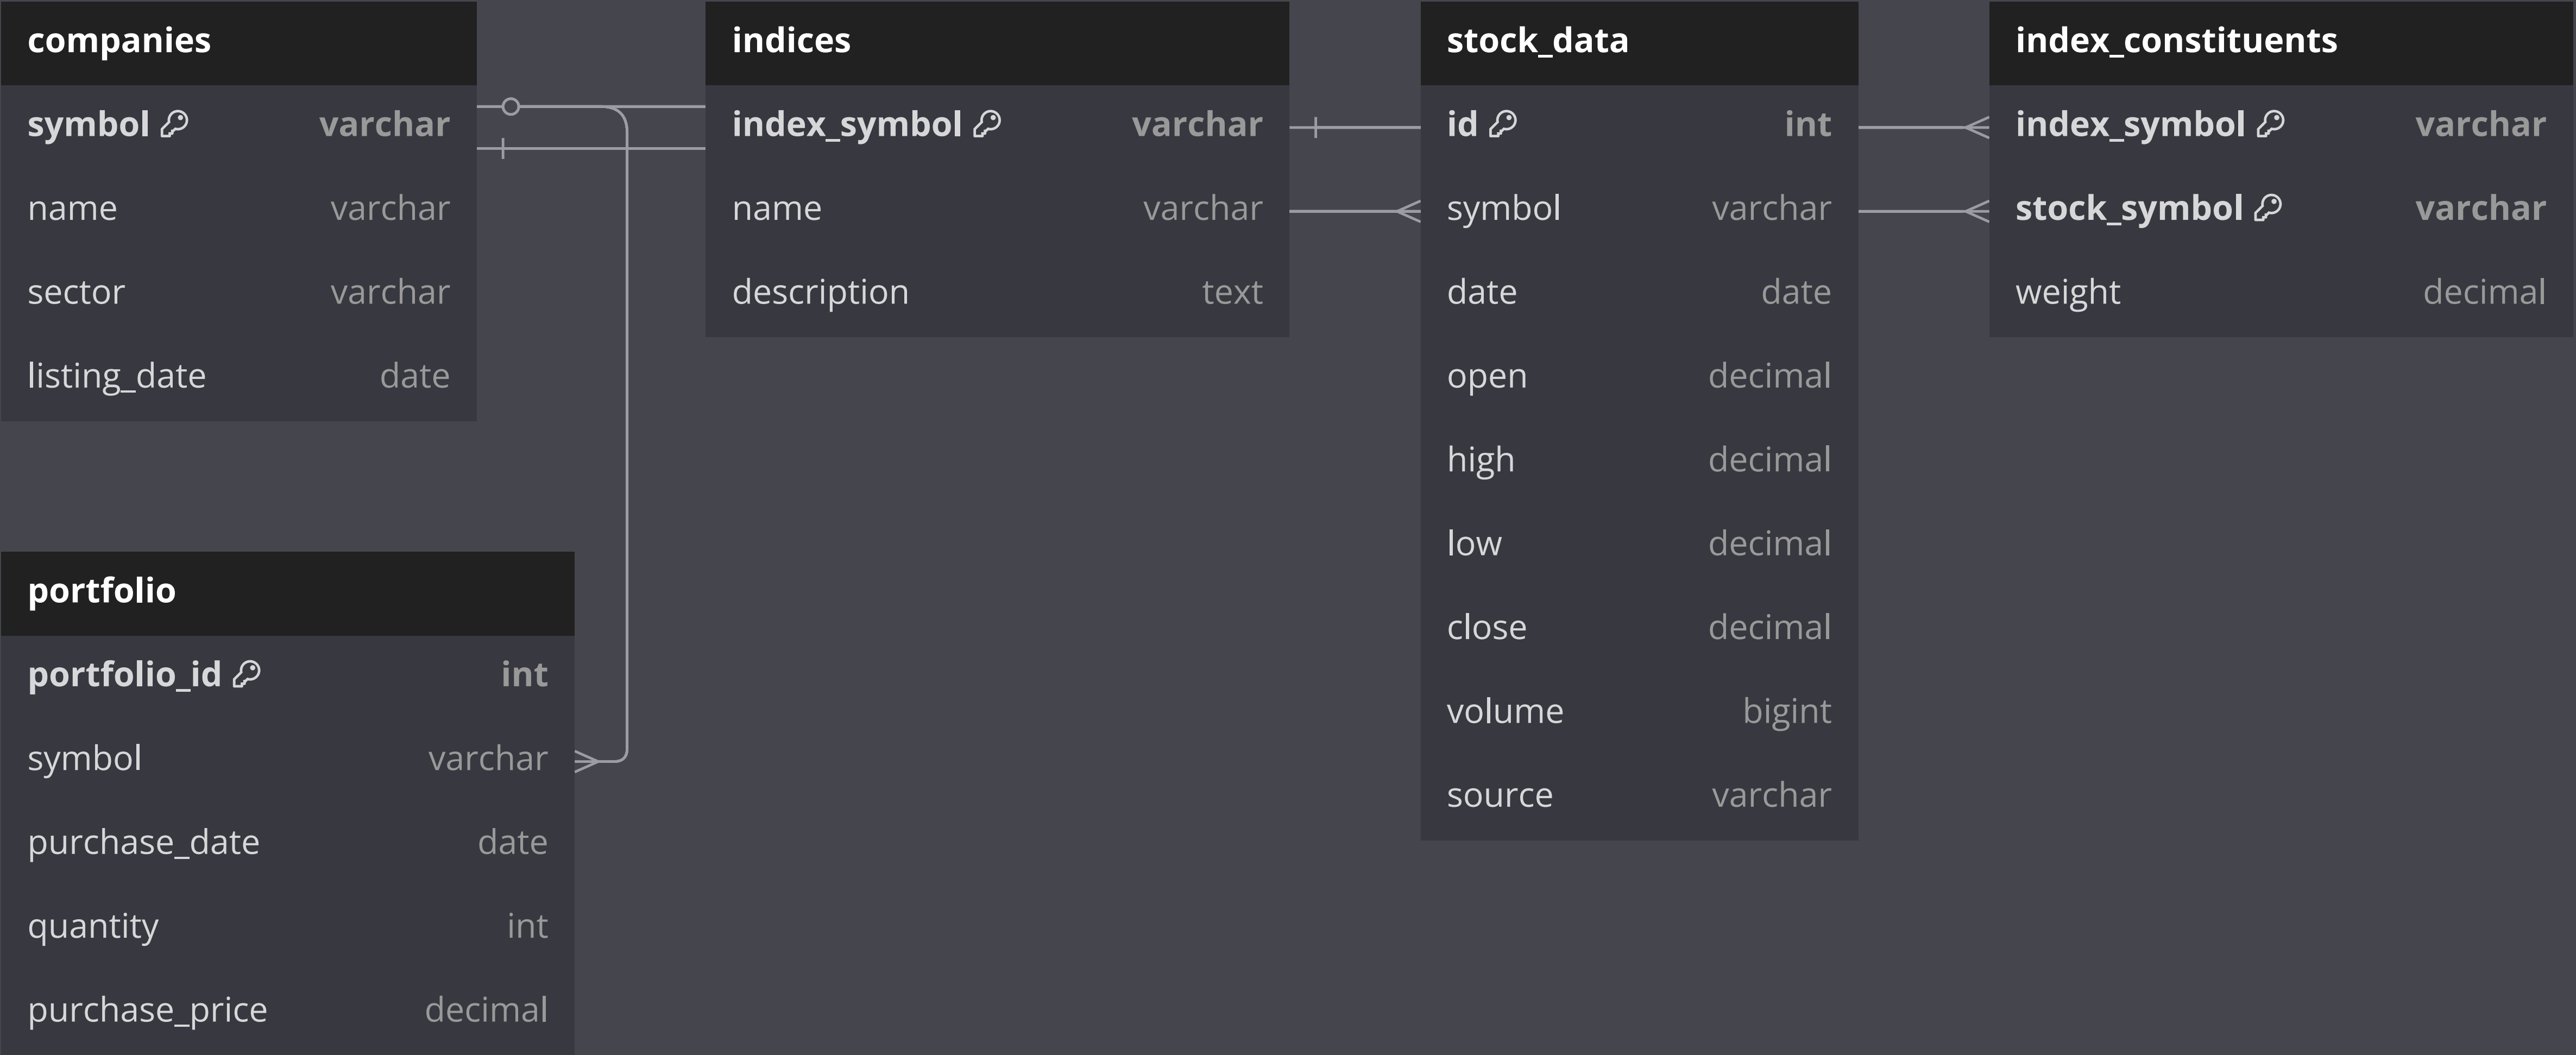 companies
symbol varchar
name varchar
sector varchar
listing_date date
indices
index_symbol varchar
name varchar
description text
stock_data
id int
symbol varchar
date date
open decimal
high decimal
low decimal
close decimal
volume bigint
source varchar
index_constituents
index_symbol varchar
stock_symbol varchar
weight decimal
portfolio
portfolio_id int
symbol varchar
purchase_date date
quantity int
purchase_price decimal